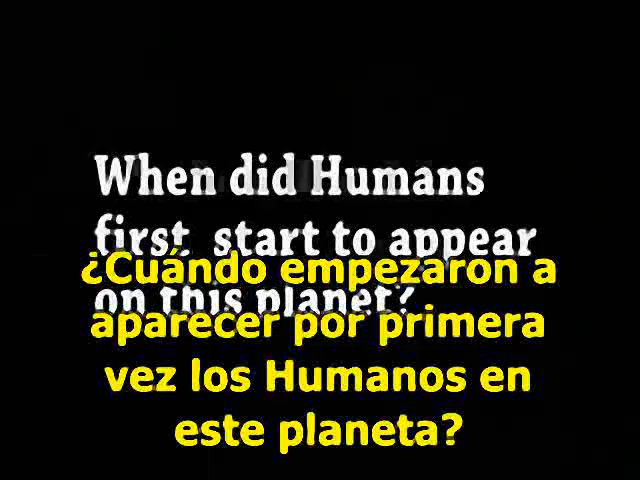 When did Humans
first start to appear
on this planet?
¿Cuándo empezaron a
aparecer por primera
vez los Humanos en
este planeta?